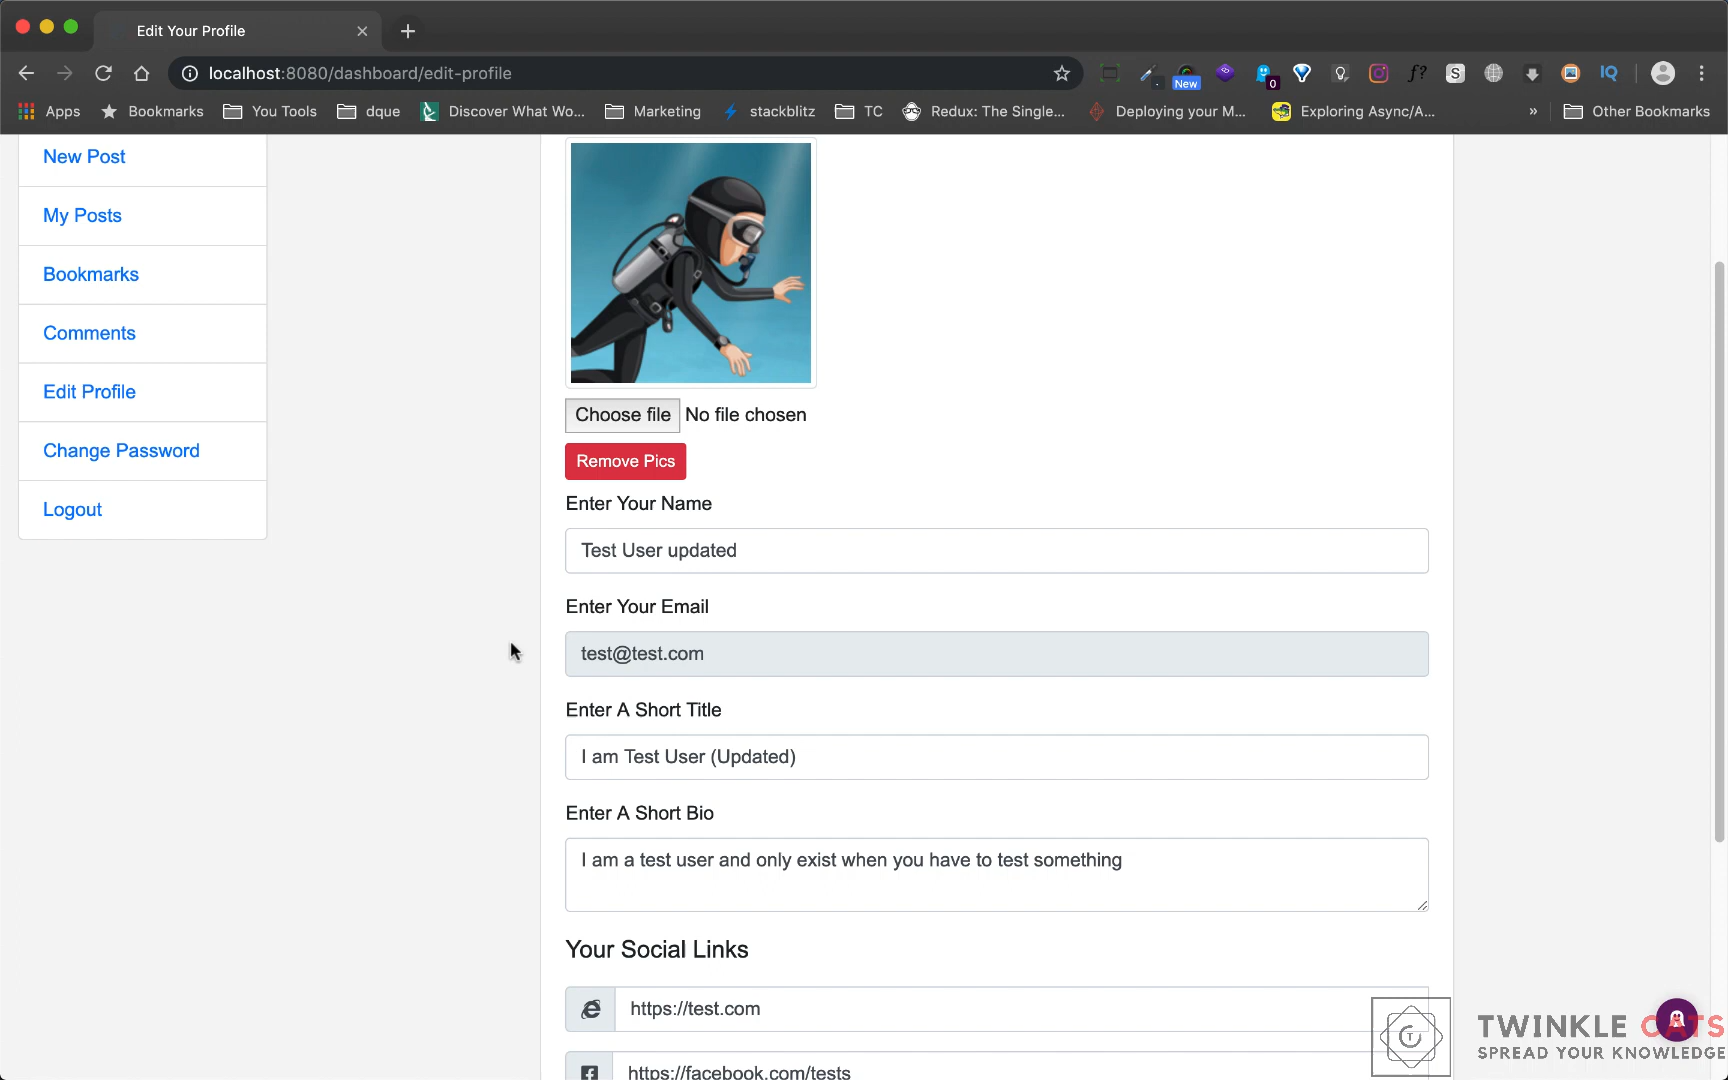 Edit Your Profile
localhost:8080/dashboard/edit-profile
New
0
f?
S
IQ
Apps
Bookmarks
You Tools
dque
Discover What Wo...
Marketing
stackblitz
TC
Redux: The Single...
Deploying your M...
Exploring Async/A...
»
Other Bookmarks
New Post
My Posts
Bookmarks
Comments
Edit Profile
Change Password
Logout
Choose file No file chosen
Remove Pics
Enter Your Name
Test User updated
Enter Your Email
test@test.com
Enter A Short Title
I am Test User (Updated)
Enter A Short Bio
I am a test user and only exist when you have to test something
Your Social Links
https://test.com
https://facebook.com/tests
TWINKLE CATS
SPREAD YOUR KNOWLEDGE